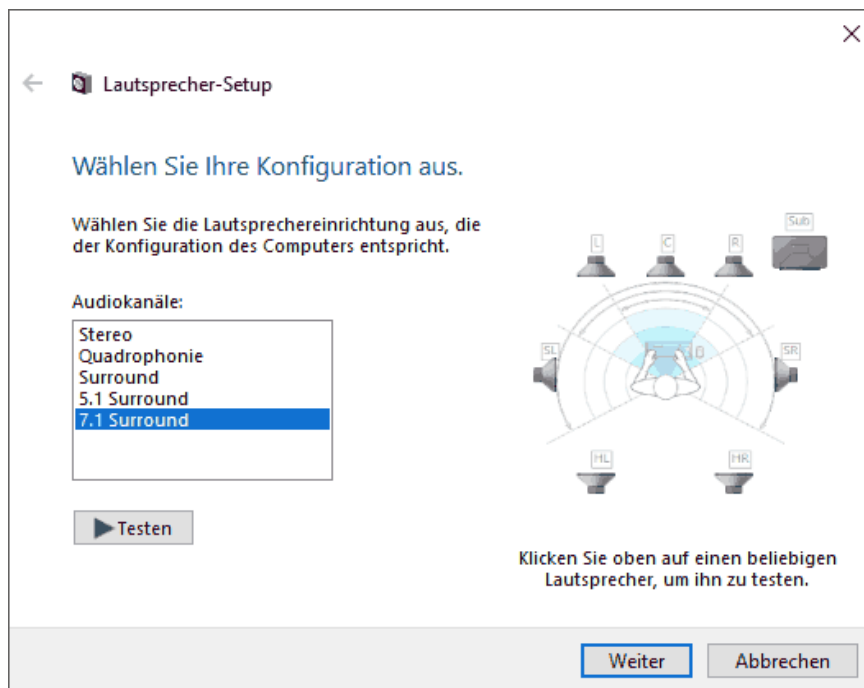 Lautsprecher-Setup
Wählen Sie Ihre Konfiguration aus.
Wählen Sie die Lautsprechereinrichtung aus, die
der Konfiguration des Computers entspricht.
Audiokanäle:
Stereo
Quadrophonie
Surround
5.1 Surround
7.1 Surround
Testen
L
C
R
Sub
SL
SR
HL
HR
Klicken Sie oben auf einen beliebigen
Lautsprecher, um ihn zu testen.
Weiter
Abbrechen